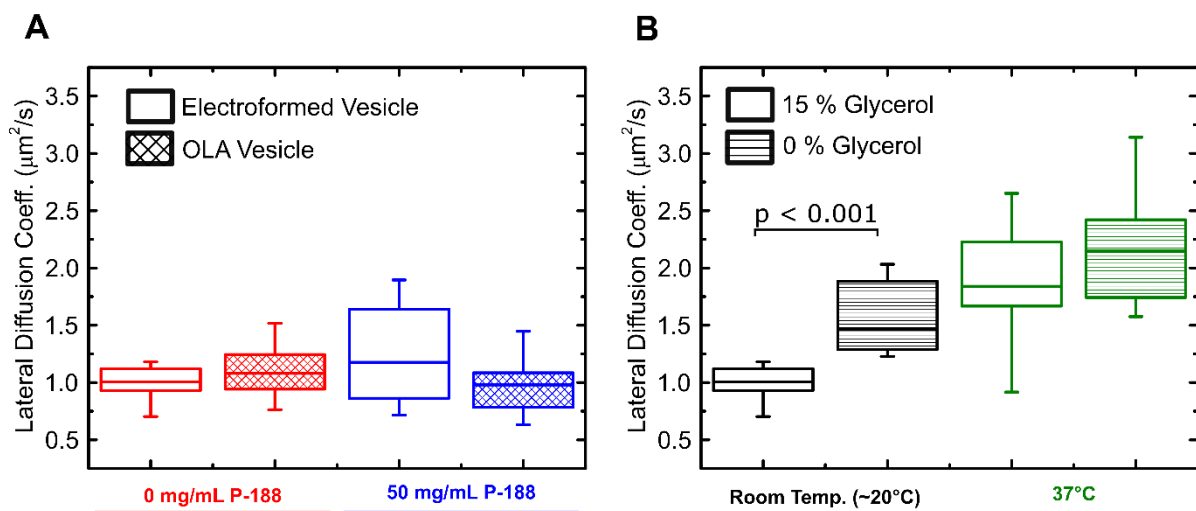 A
Lateral Diffusion Coeff. (μm²/s)
3.5
3.0
2.5
2.0
1.5
1.0
0.5
Electroformed Vesicle
OLA Vesicle
0 mg/mL P-188
50 mg/mL P-188
B
Lateral Diffusion Coeff. (μm²/s)
3.5
3.0
2.5
2.0
1.5
1.0
0.5
15 % Glycerol
0 % Glycerol
p < 0.001
Room Temp. (~20°C)
37°C